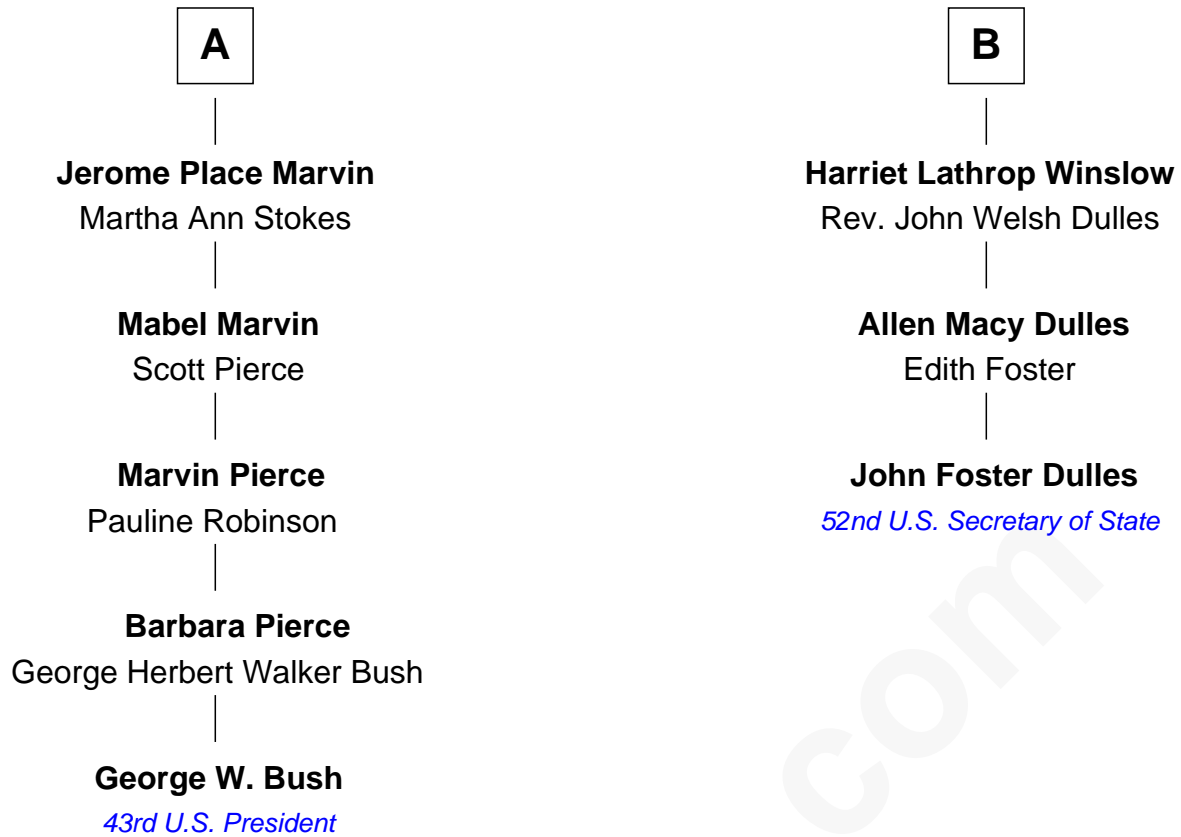 A
Jerome Place Marvin
Martha Ann Stokes
Mabel Marvin
Scott Pierce
Marvin Pierce
Pauline Robinson
Barbara Pierce
George Herbert Walker Bush
George W. Bush
43rd U.S. President
B
Harriet Lathrop Winslow
Rev. John Welsh Dulles
Allen Macy Dulles
Edith Foster
John Foster Dulles
52nd U.S. Secretary of State
com